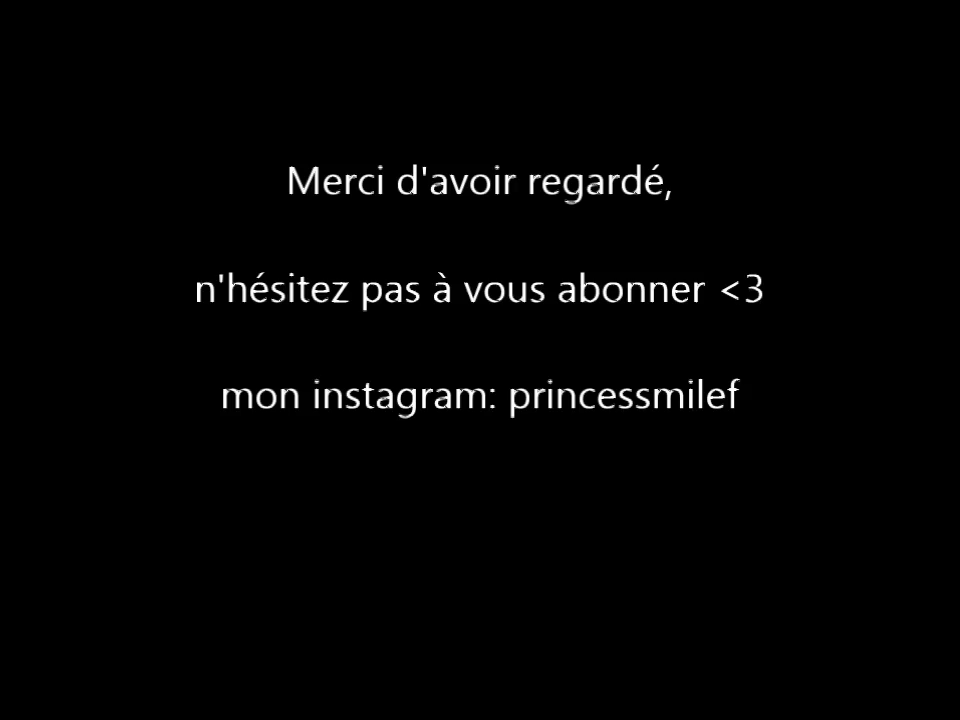 Merci d'avoir regardé,
n'hésitez pas à vous abonner <3
mon instagram: princessmilef